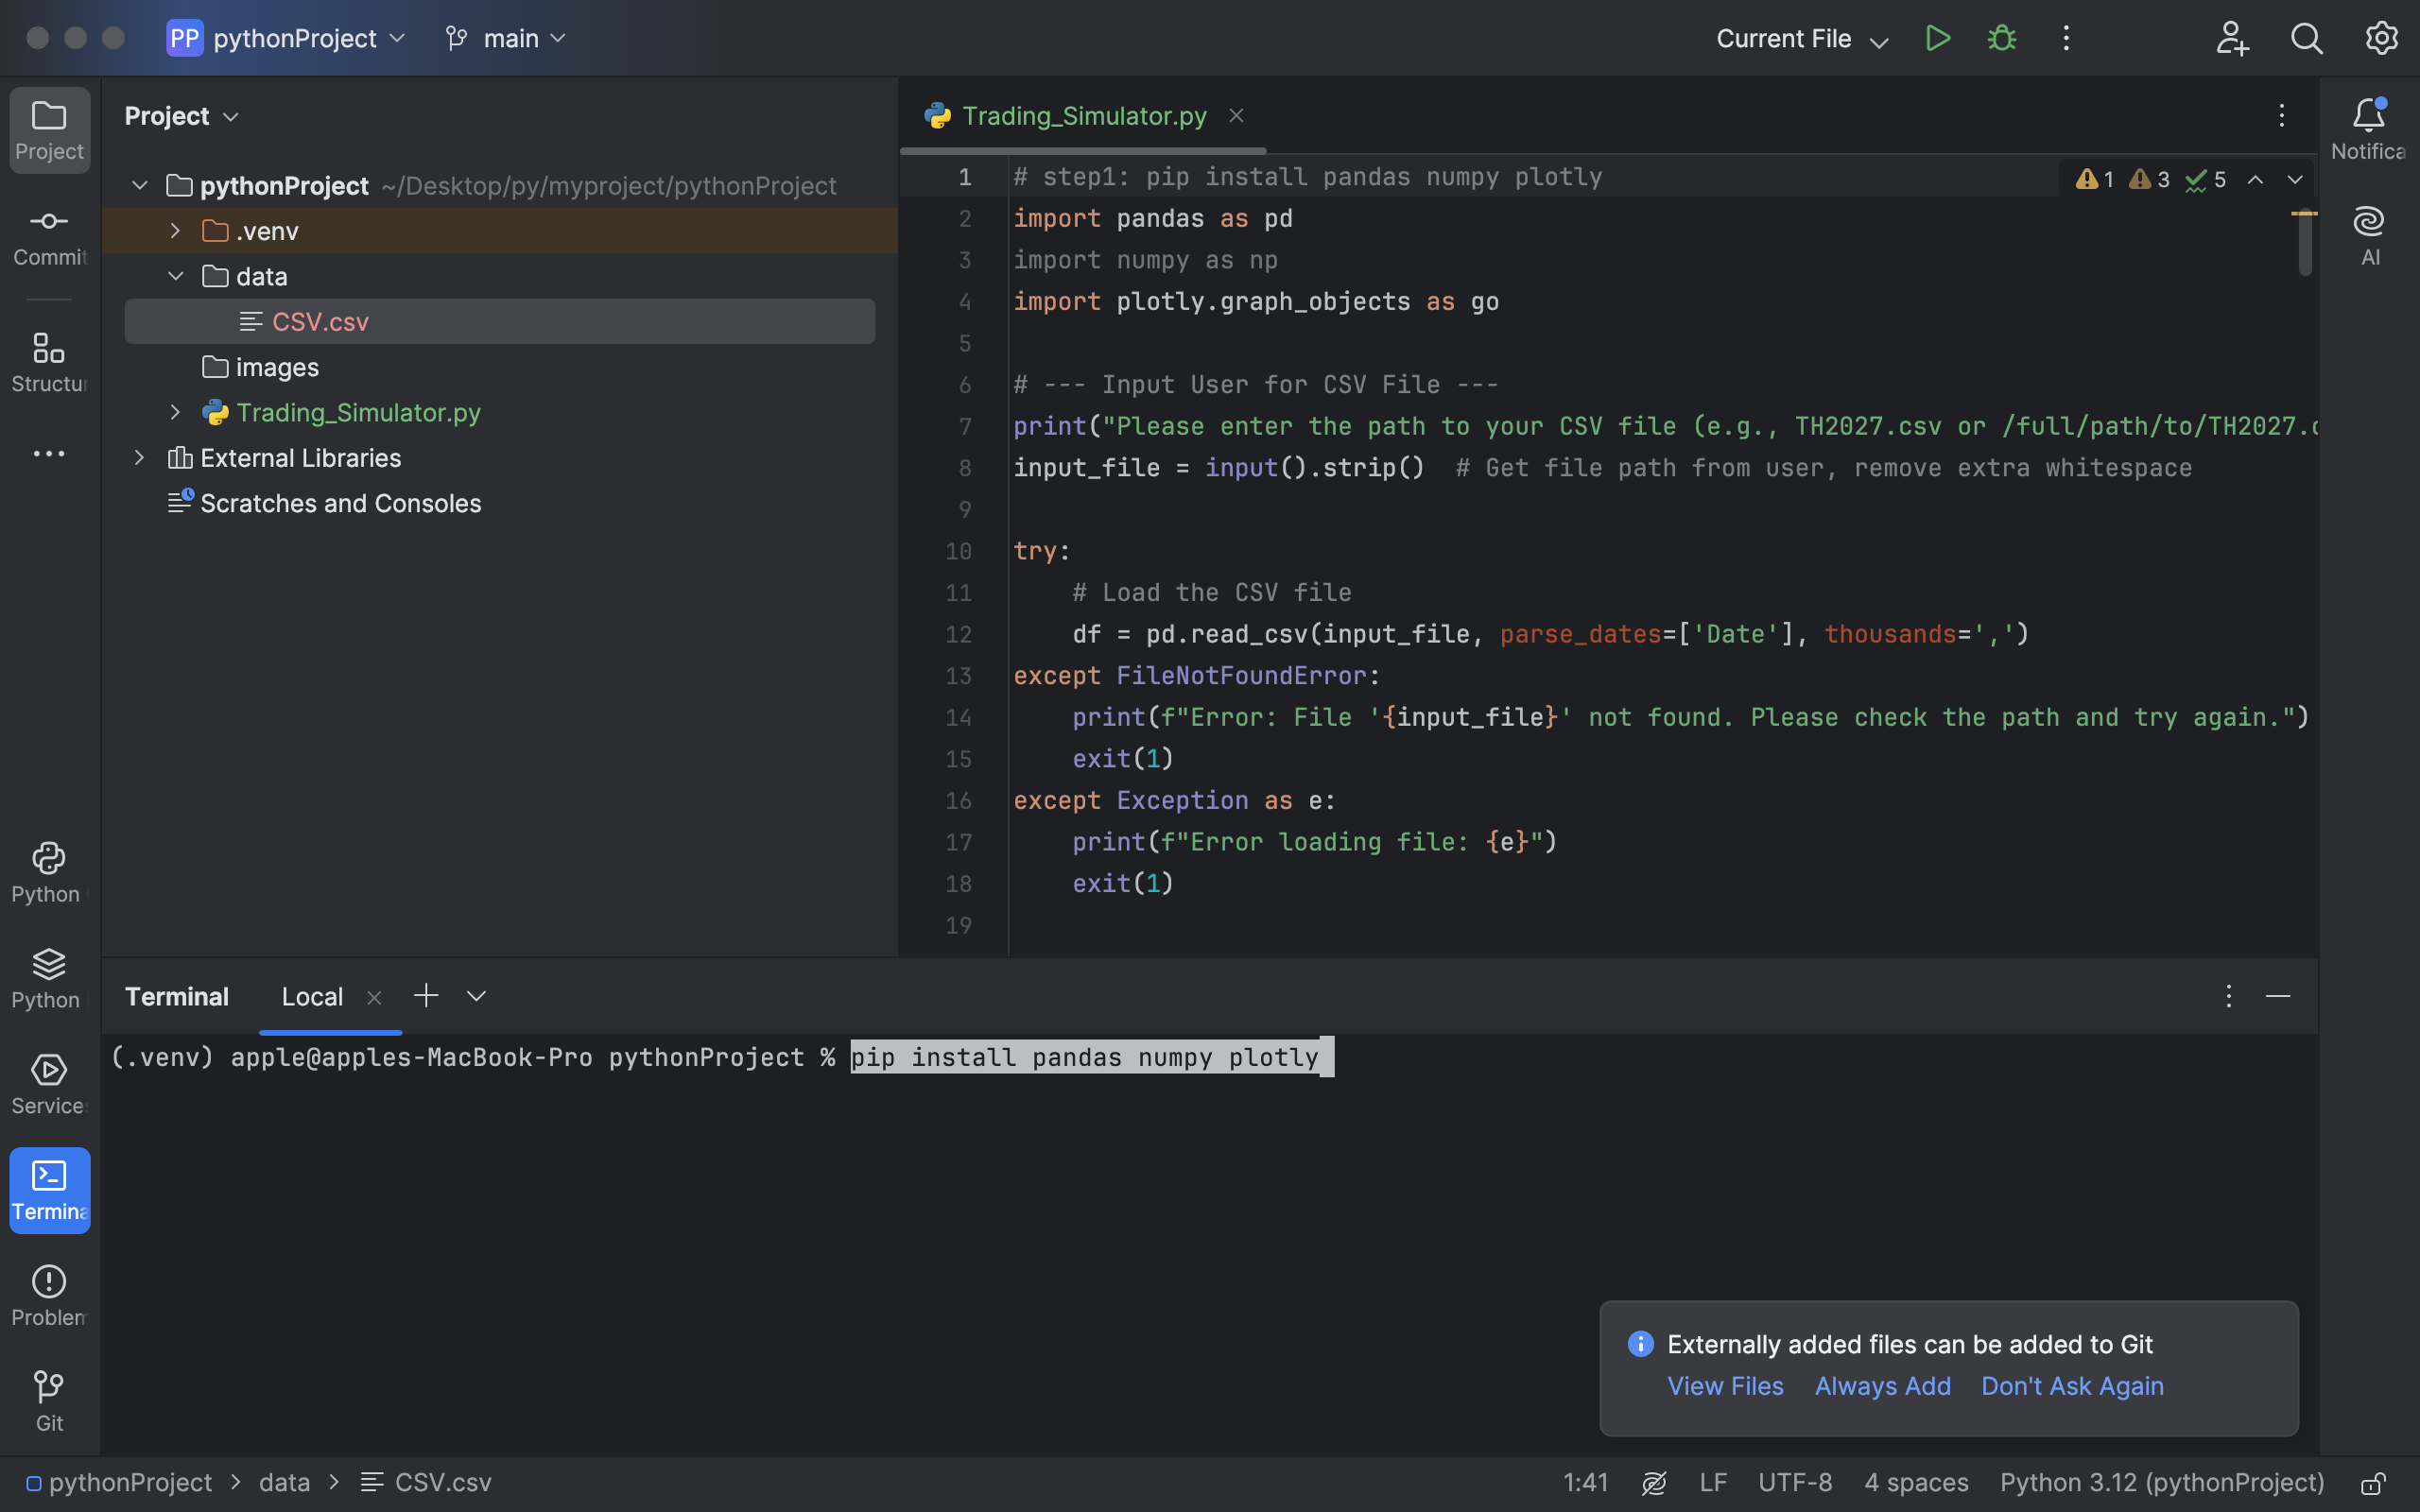 PP pythonProject main Current File
Project
pythonProject ~/Desktop/py/myproject/pythonProject
.venv
data
CSV.csv
images
Trading_Simulator.py
External Libraries
Scratches and Consoles
Project
Commit
Structur
Python
Python
Service
Termina
Problem
Git
Trading_Simulator.py
1 3 5
1 # step1: pip install pandas numpy plotly
2 import pandas as pd
3 import numpy as np
4 import plotly.graph_objects as go
5
6 # --- Input User for CSV File ---
7 print("Please enter the path to your CSV file (e.g., TH2027.csv or /full/path/to/TH2027.c
8 input_file = input().strip()  # Get file path from user, remove extra whitespace
9
10 try:
11     # Load the CSV file
12     df = pd.read_csv(input_file, parse_dates=['Date'], thousands=',')
13 except FileNotFoundError:
14     print(f"Error: File '{input_file}' not found. Please check the path and try again.")
15     exit(1)
16 except Exception as e:
17     print(f"Error loading file: {e}")
18     exit(1)
19
Notifica
AI
Terminal Local
(.venv) apple@apples-MacBook-Pro pythonProject % pip install pandas numpy plotly
Externally added files can be added to Git
View Files Always Add Don't Ask Again
pythonProject > data > CSV.csv
1:41 LF UTF-8 4 spaces Python 3.12 (pythonProject)